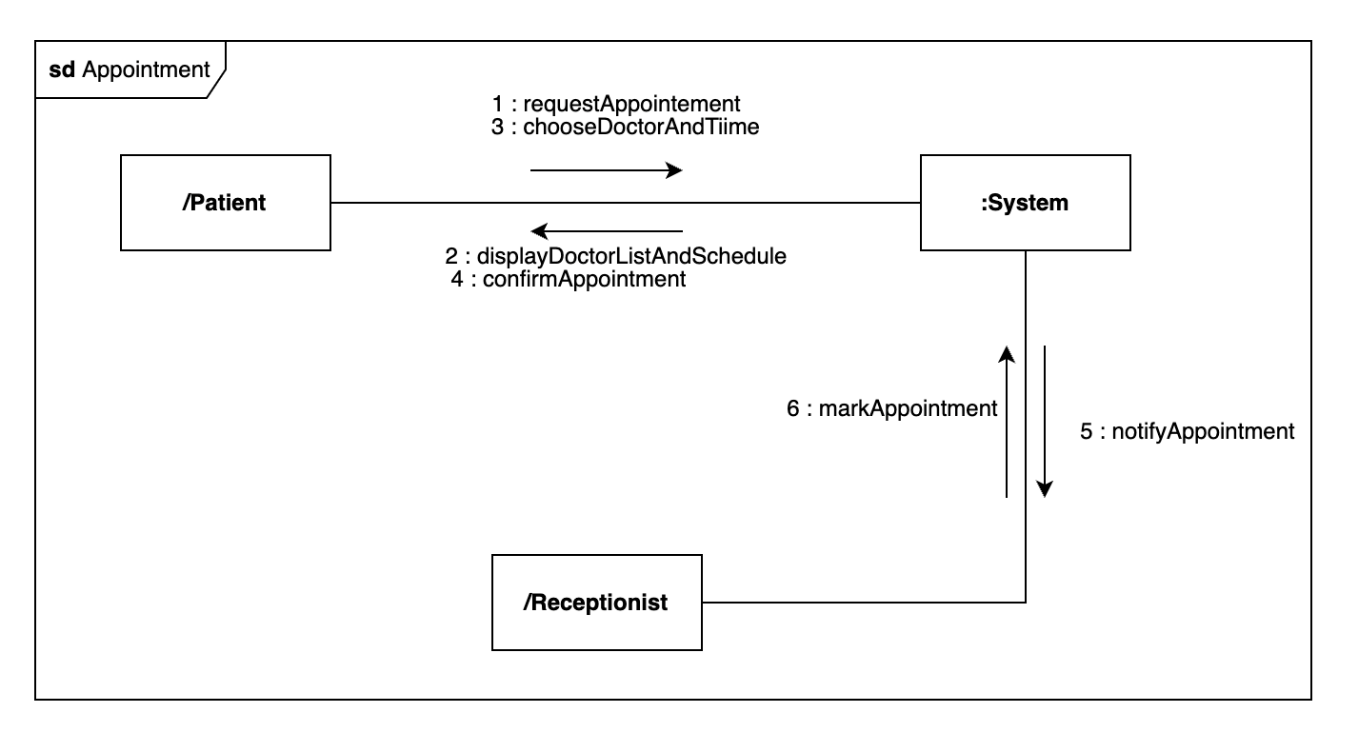 sd Appointment
1 : requestAppointement
3 : chooseDoctorAndTiime
/Patient
:System
2 : displayDoctorListAndSchedule
4 : confirmAppointment
6 : markAppointment
5 : notifyAppointment
/Receptionist